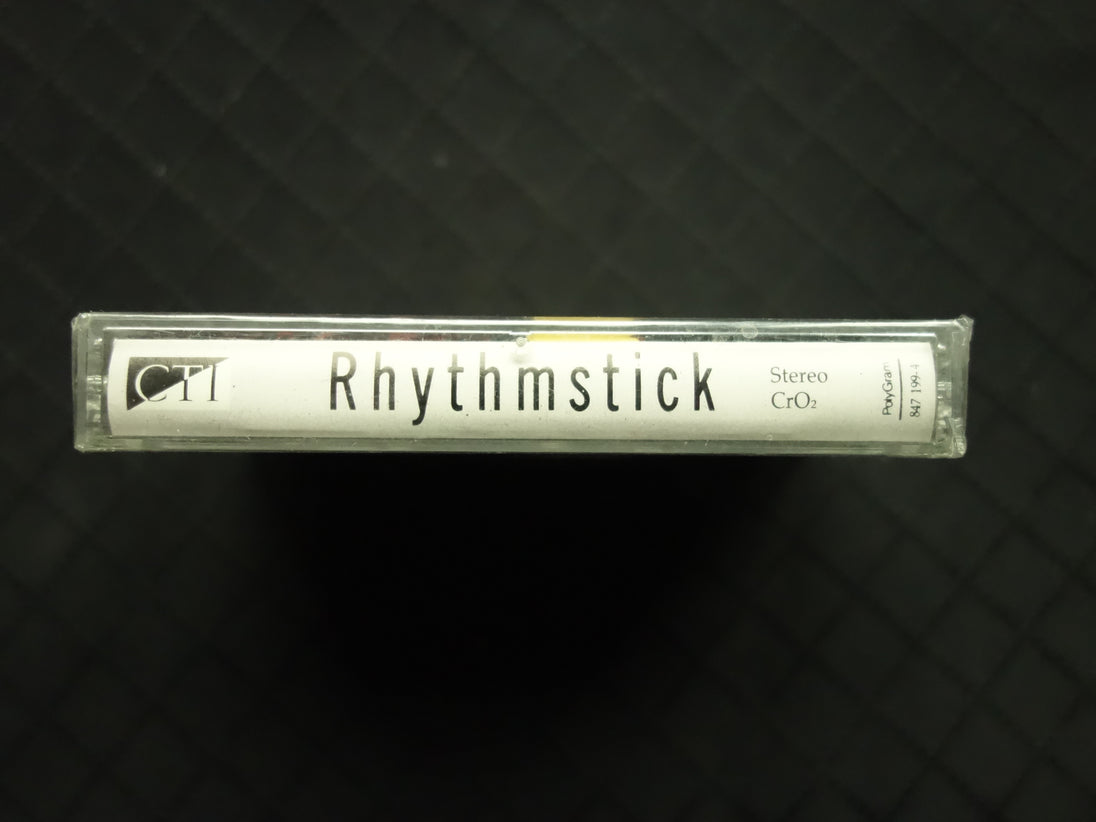 CTI
Rhythmstick
Stereo
CrO₂
PolyGram
847 199-4